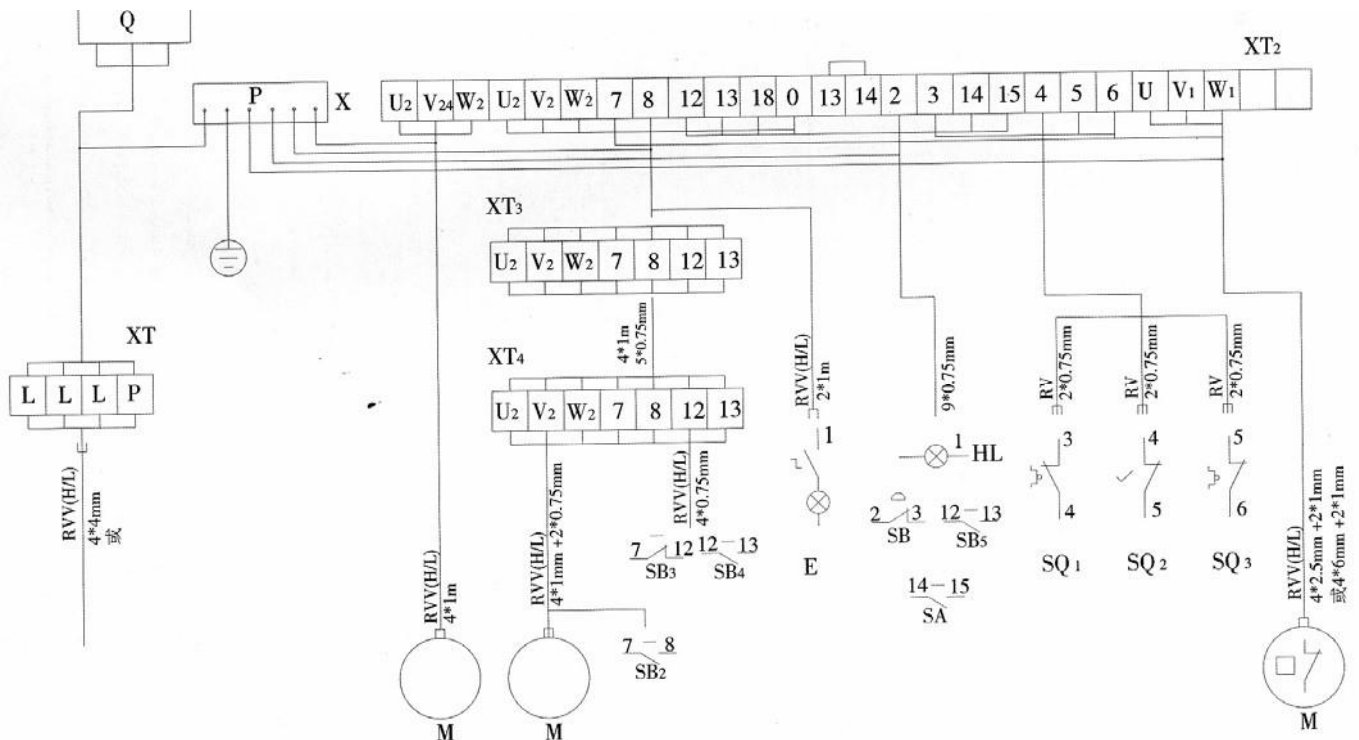 Q
XT2
P X
U2 V24 W2 U2 V2 W2 7 8 12 13 18 0 13 14 2 3 14 15 4 5 6 U V1 W1
XT3
U2 V2 W2 7 8 12 13
4*1m
5*0.75mm
XT
L L L P
XT4
U2 V2 W2 7 8 12 13
RVV(H/L)
4*4mm
或
RVV(H/L)
4*1m
RVV(H/L)
4*1mm +2*0.75mm
RVV(H/L)
4*0.75mm
RVV(H/L)
2*1m
9*0.75mm
RV
2*0.75mm
RV
2*0.75mm
RV
2*0.75mm
RVV(H/L)
4*2.5mm +2*1mm
或4*6mm +2*1mm
1
1 HL
3 4 5
2 3 12 13
SB SB5
4 5 6
7 12 12 13
SB3 SB4
E
SQ1 SQ2 SQ3
14 15
SA
7 8
SB2
M M M